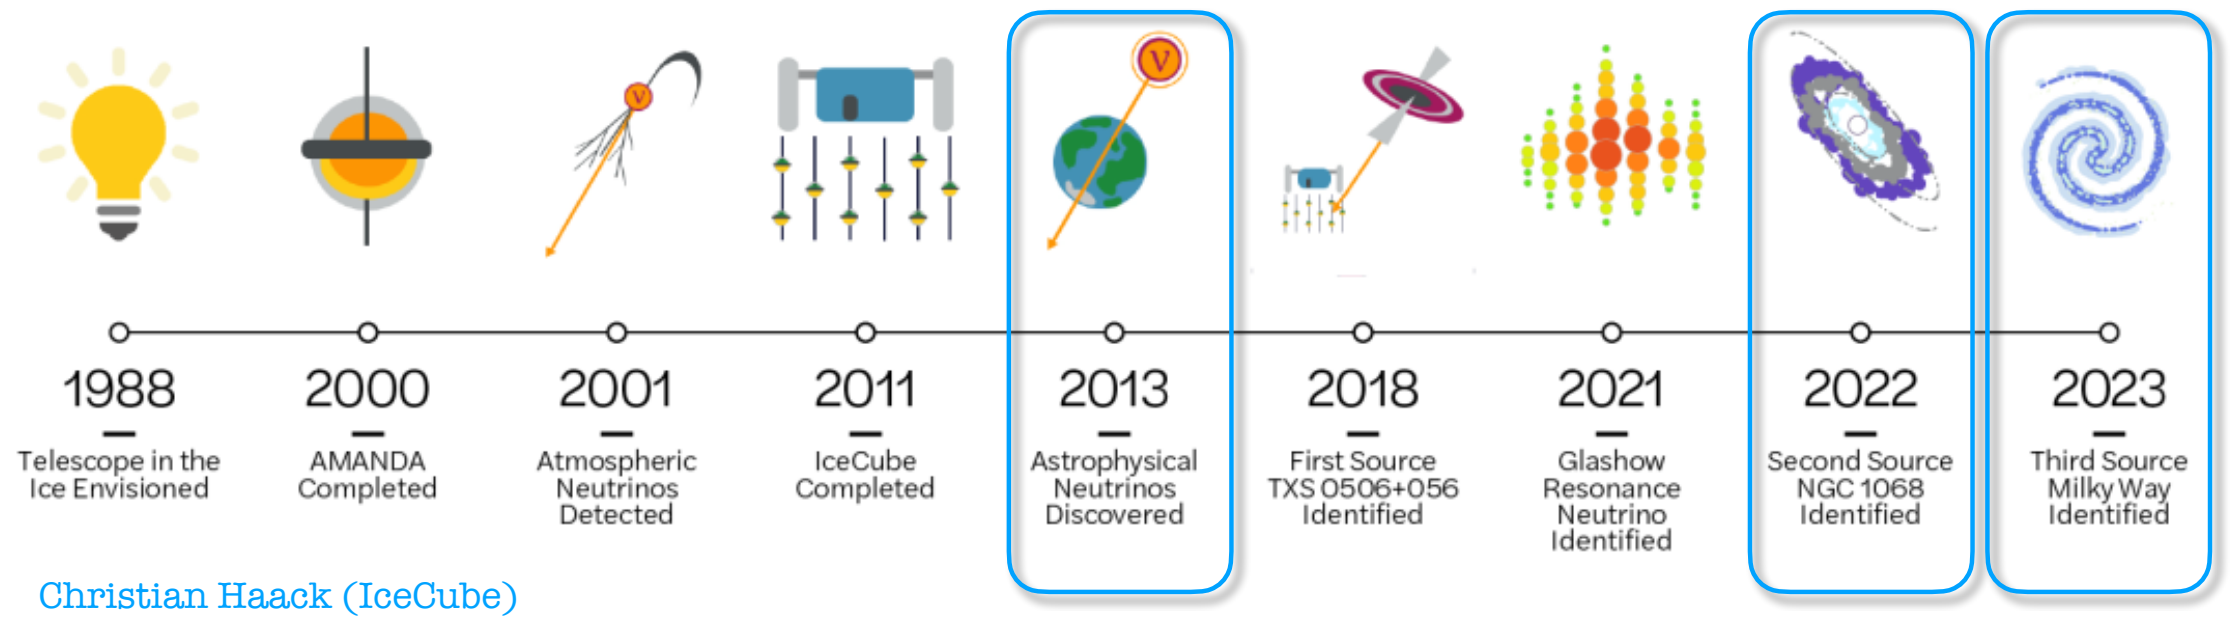 ν
ν
1988
Telescope in the
Ice Envisioned
2000
AMANDA
Completed
2001
Atmospheric
Neutrinos
Detected
2011
IceCube
Completed
2013
Astrophysical
Neutrinos
Discovered
2018
First Source
TXS 0506+056
Identified
2021
Glashow
Resonance
Neutrino
Identified
2022
Second Source
NGC 1068
Identified
2023
Third Source
Milky Way
Identified
Christian Haack (IceCube)